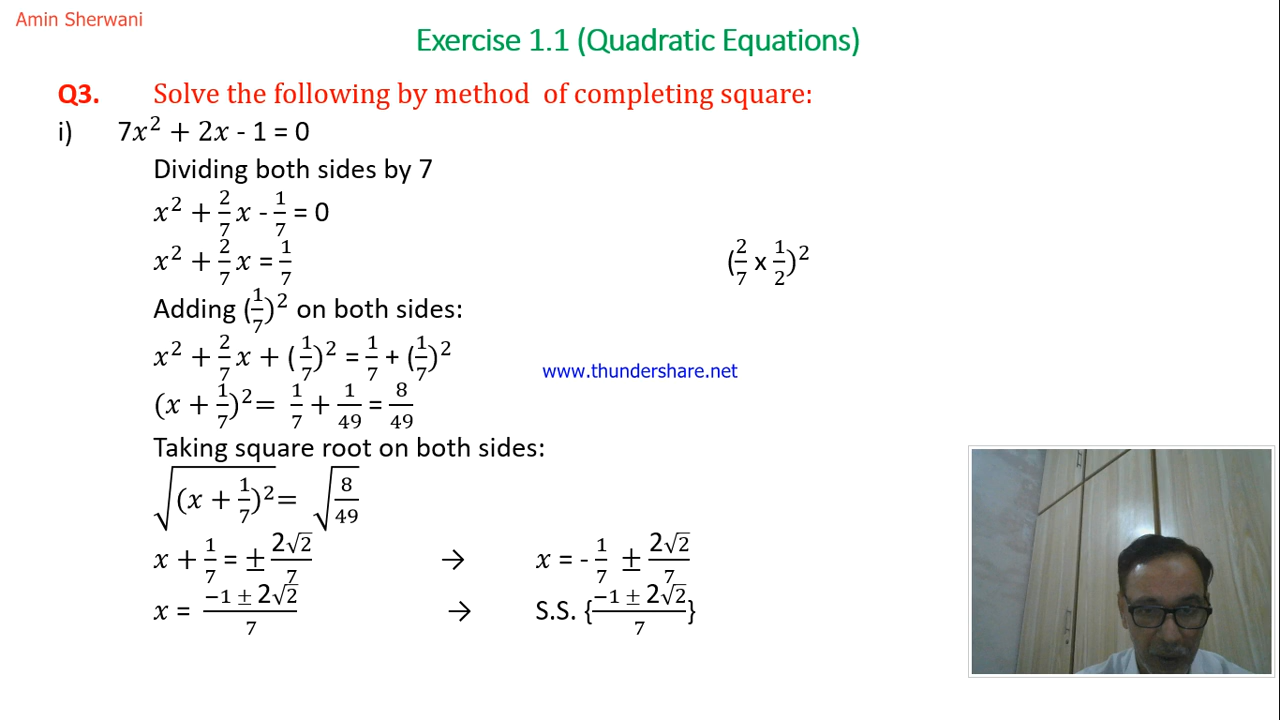 Amin Sherwani
Exercise 1.1 (Quadratic Equations)
Q3. Solve the following by method of completing square:
i) 7x² + 2x - 1 = 0
Dividing both sides by 7
x² + 2/7 x - 1/7 = 0
x² + 2/7 x = 1/7 (2/7 x 1/2)²
Adding (1/7)² on both sides:
x² + 2/7 x + (1/7)² = 1/7 + (1/7)²
www.thundershare.net
(x + 1/7)² = 1/7 + 1/49 = 8/49
Taking square root on both sides:
√(x + 1/7)² = √8/49
x + 1/7 = ± 2√2/7 → x = - 1/7 ± 2√2/7
x = −1 ± 2√2/7 → S.S. {−1 ± 2√2/7}